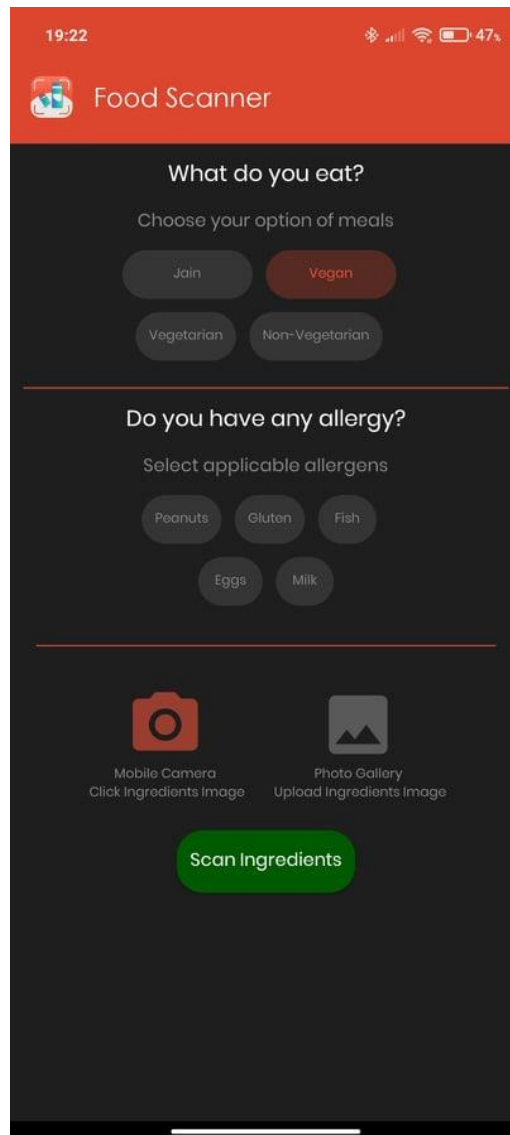 19:22
47%
Food Scanner
What do you eat?
Choose your option of meals
Jain Vegan
Vegetarian Non-Vegetarian
Do you have any allergy?
Select applicable allergens
Peanuts Gluten Fish
Eggs Milk
Mobile Camera Photo Gallery
Click Ingredients Image Upload Ingredients Image
Scan Ingredients